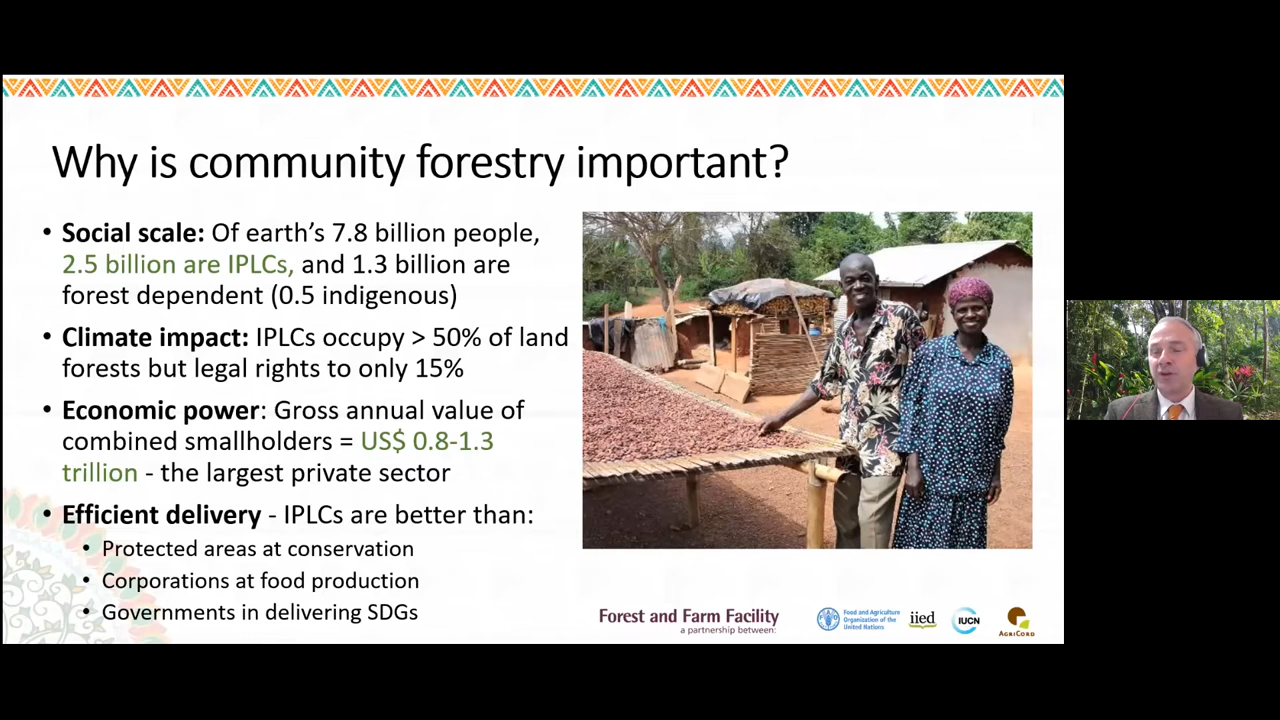 Why is community forestry important?
• Social scale: Of earth's 7.8 billion people,
2.5 billion are IPLCs, and 1.3 billion are
forest dependent (0.5 indigenous)
• Climate impact: IPLCs occupy > 50% of land
forests but legal rights to only 15%
• Economic power: Gross annual value of
combined smallholders = US$ 0.8-1.3
trillion - the largest private sector
• Efficient delivery - IPLCs are better than:
• Protected areas at conservation
• Corporations at food production
• Governments in delivering SDGs
Forest and Farm Facility
a partnership between:
FAO
Food and Agriculture
Organization of the
United Nations
iied
IUCN
AGRICORD